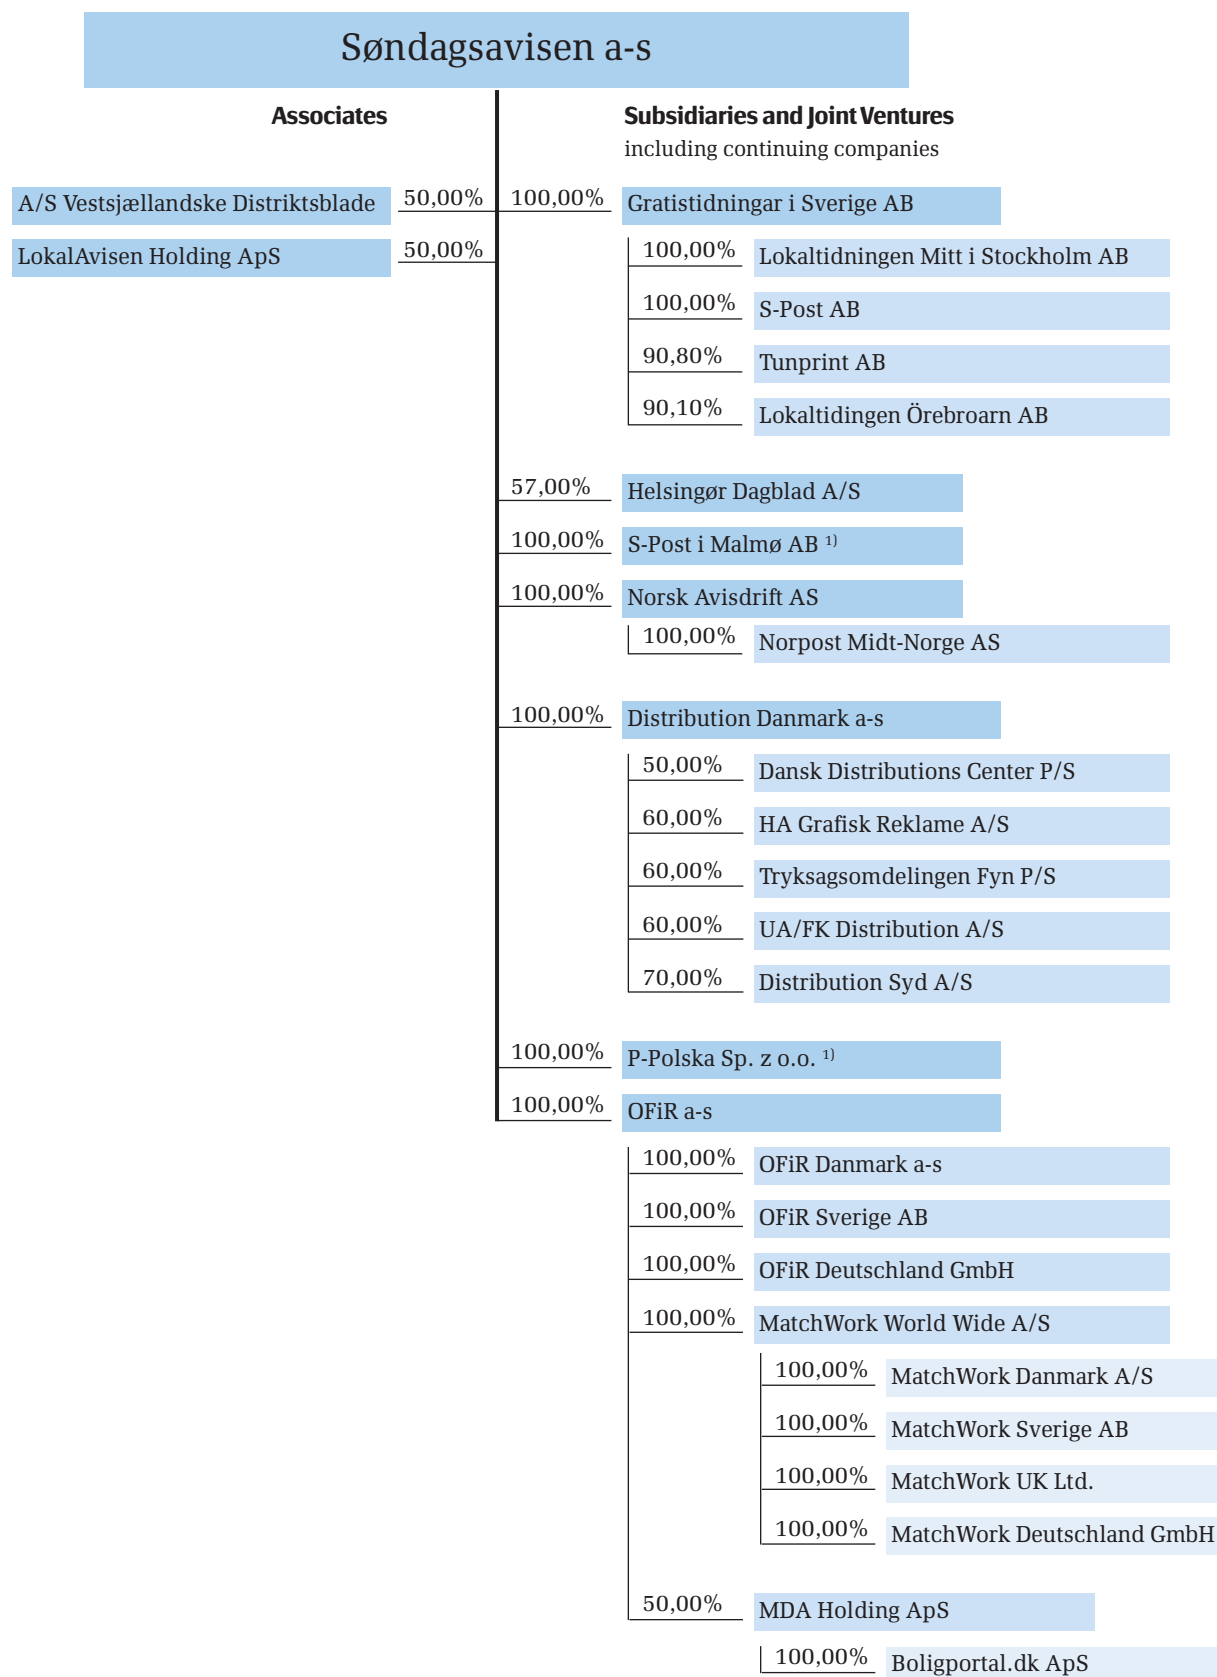 Søndagsavisen a-s
Associates
Subsidiaries and Joint Ventures
including continuing companies
A/S Vestsjællandske Distriktsblade 50,00%
LokalAvisen Holding ApS 50,00%
100,00% Gratistidningar i Sverige AB
100,00% Lokaltidningen Mitt i Stockholm AB
100,00% S-Post AB
90,80% Tunprint AB
90,10% Lokaltidingen Örebroarn AB
57,00% Helsingør Dagblad A/S
100,00% S-Post i Malmø AB 1)
100,00% Norsk Avisdrift AS
100,00% Norpost Midt-Norge AS
100,00% Distribution Danmark a-s
50,00% Dansk Distributions Center P/S
60,00% HA Grafisk Reklame A/S
60,00% Tryksagsomdelingen Fyn P/S
60,00% UA/FK Distribution A/S
70,00% Distribution Syd A/S
100,00% P-Polska Sp. z o.o. 1)
100,00% OFiR a-s
100,00% OFiR Danmark a-s
100,00% OFiR Sverige AB
100,00% OFiR Deutschland GmbH
100,00% MatchWork World Wide A/S
100,00% MatchWork Danmark A/S
100,00% MatchWork Sverige AB
100,00% MatchWork UK Ltd.
100,00% MatchWork Deutschland GmbH
50,00% MDA Holding ApS
100,00% Boligportal.dk ApS